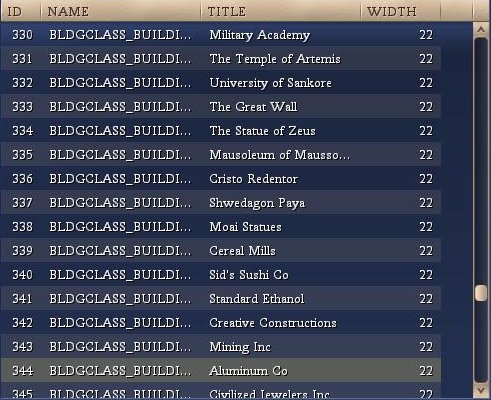 ID NAME TITLE WIDTH
330 BLDGCLASS_BUILDI... Military Academy 22
331 BLDGCLASS_BUILDI... The Temple of Artemis 22
332 BLDGCLASS_BUILDI... University of Sankore 22
333 BLDGCLASS_BUILDI... The Great Wall 22
334 BLDGCLASS_BUILDI... The Statue of Zeus 22
335 BLDGCLASS_BUILDI... Mausoleum of Mausso... 22
336 BLDGCLASS_BUILDI... Cristo Redentor 22
337 BLDGCLASS_BUILDI... Shwedagon Paya 22
338 BLDGCLASS_BUILDI... Moai Statues 22
339 BLDGCLASS_BUILDI... Cereal Mills 22
340 BLDGCLASS_BUILDI... Sid's Sushi Co 22
341 BLDGCLASS_BUILDI... Standard Ethanol 22
342 BLDGCLASS_BUILDI... Creative Constructions 22
343 BLDGCLASS_BUILDI... Mining Inc 22
344 BLDGCLASS_BUILDI... Aluminum Co 22
345 BLDGCLASS_BUILDI... Civilized Jewelers Inc 22